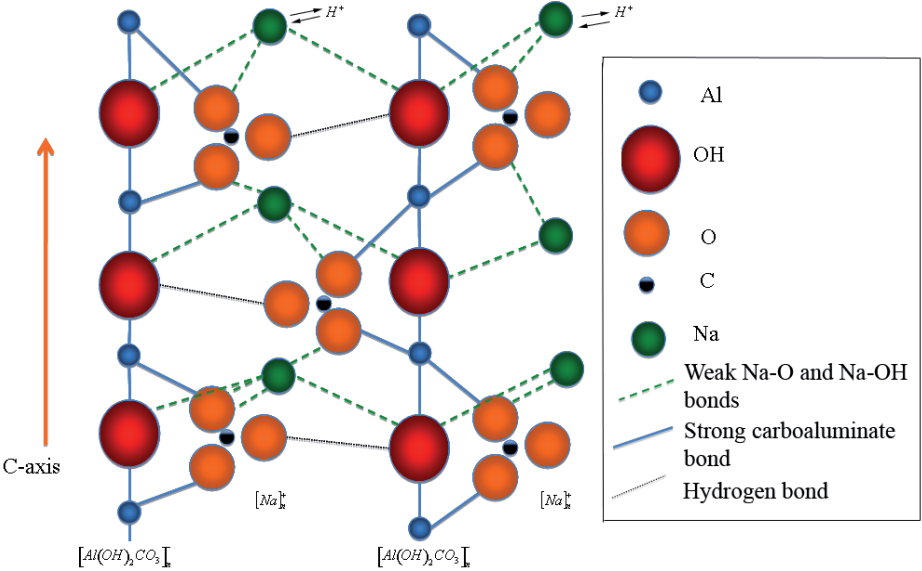 H⁺
H⁺
Al
OH
O
C
Na
Weak Na-O and Na-OH
bonds
Strong carboaluminate
bond
Hydrogen bond
C-axis
[Na]ₙ⁺
[Na]ₙ⁺
[Al(OH)₂CO₃]ₙ
[Al(OH)₂CO₃]ₙ